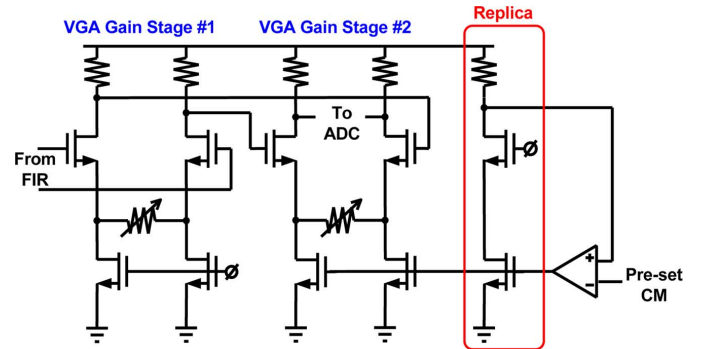 VGA Gain Stage #1
VGA Gain Stage #2
Replica
From
FIR
To
ADC
+
−
Pre-set
CM